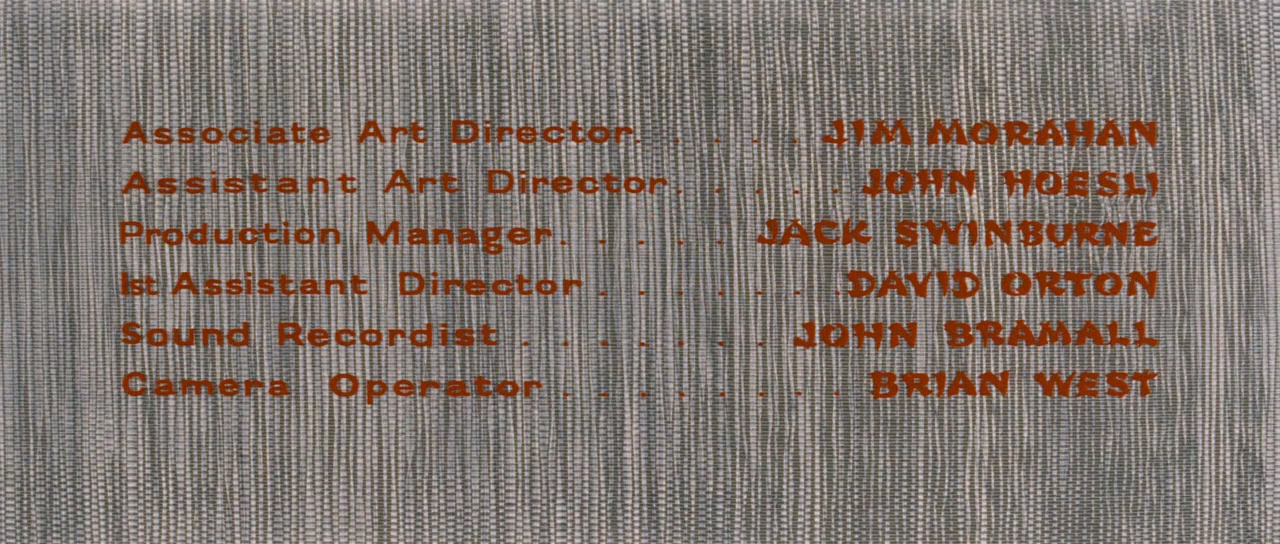 Associate Art Director. . . . . JIM MORAHAN
Assistant Art Director. . . . . JOHN HOESLI
Production Manager. . . . . JACK SWINBURNE
1st Assistant Director . . . . . . . DAVID ORTON
Sound Recordist . . . . . . . JOHN BRAMALL
Camera Operator . . . . . . . . BRIAN WEST